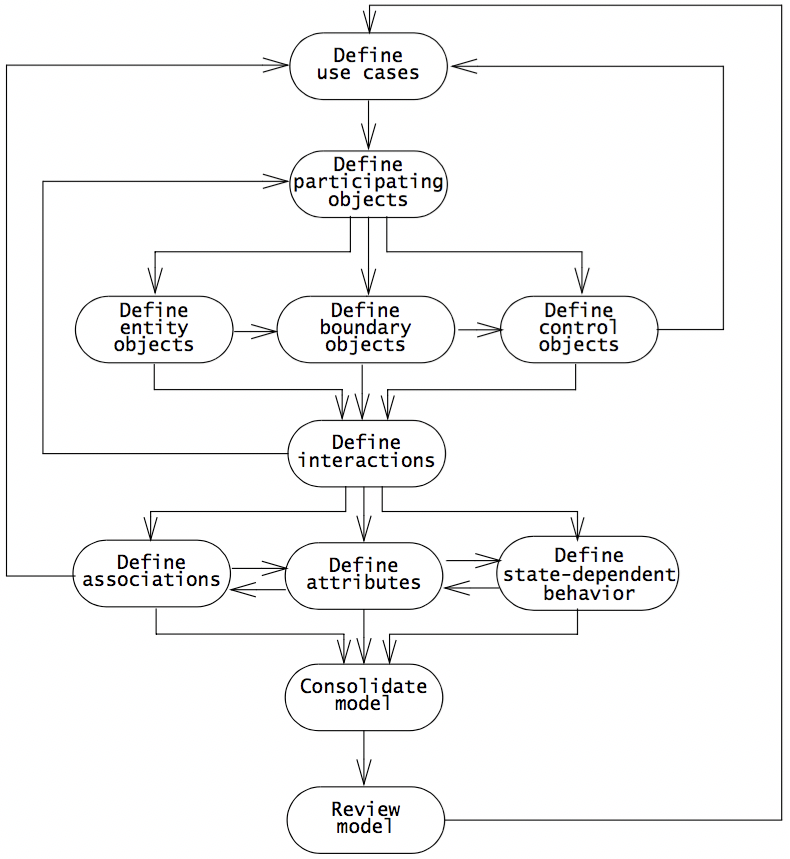 Define
use cases
Define
participating
objects
Define
entity
objects
Define
boundary
objects
Define
control
objects
Define
interactions
Define
associations
Define
attributes
Define
state-dependent
behavior
Consolidate
model
Review
model